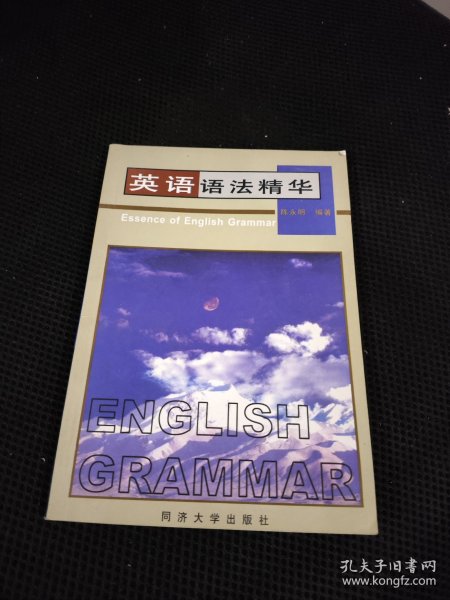 英语语法精华
Essence of English Grammar
陈永明 编著
ENGLISH
GRAMMAR
同济大学出版社
孔夫子旧书网
www.kongfz.com